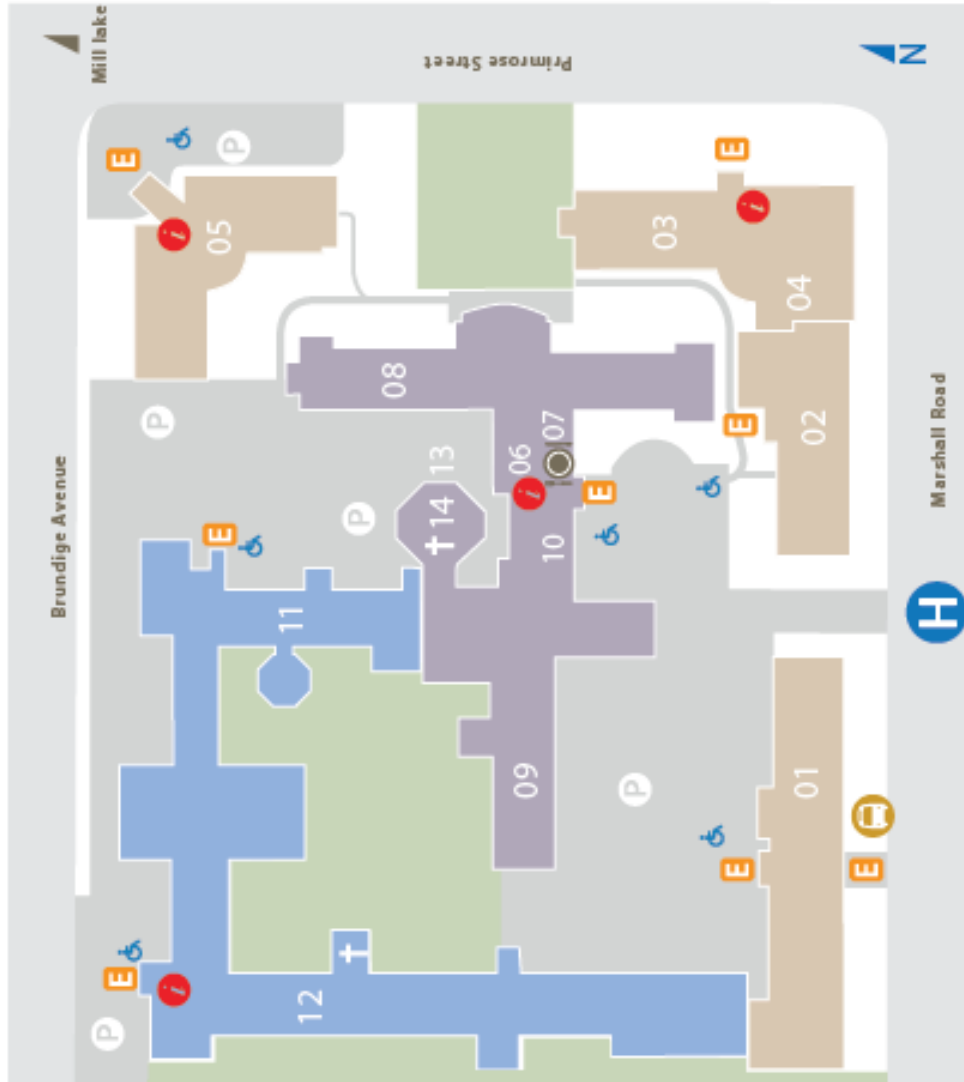 Mill lake
Primrose Street
N
E
P
E
i
i
03
05
04
08
Brundige Avenue
P
07
E
02
Marshall Road
06
13
i
E
14
P
E
10
H
11
09
P
01
E
E
E
i
12
P